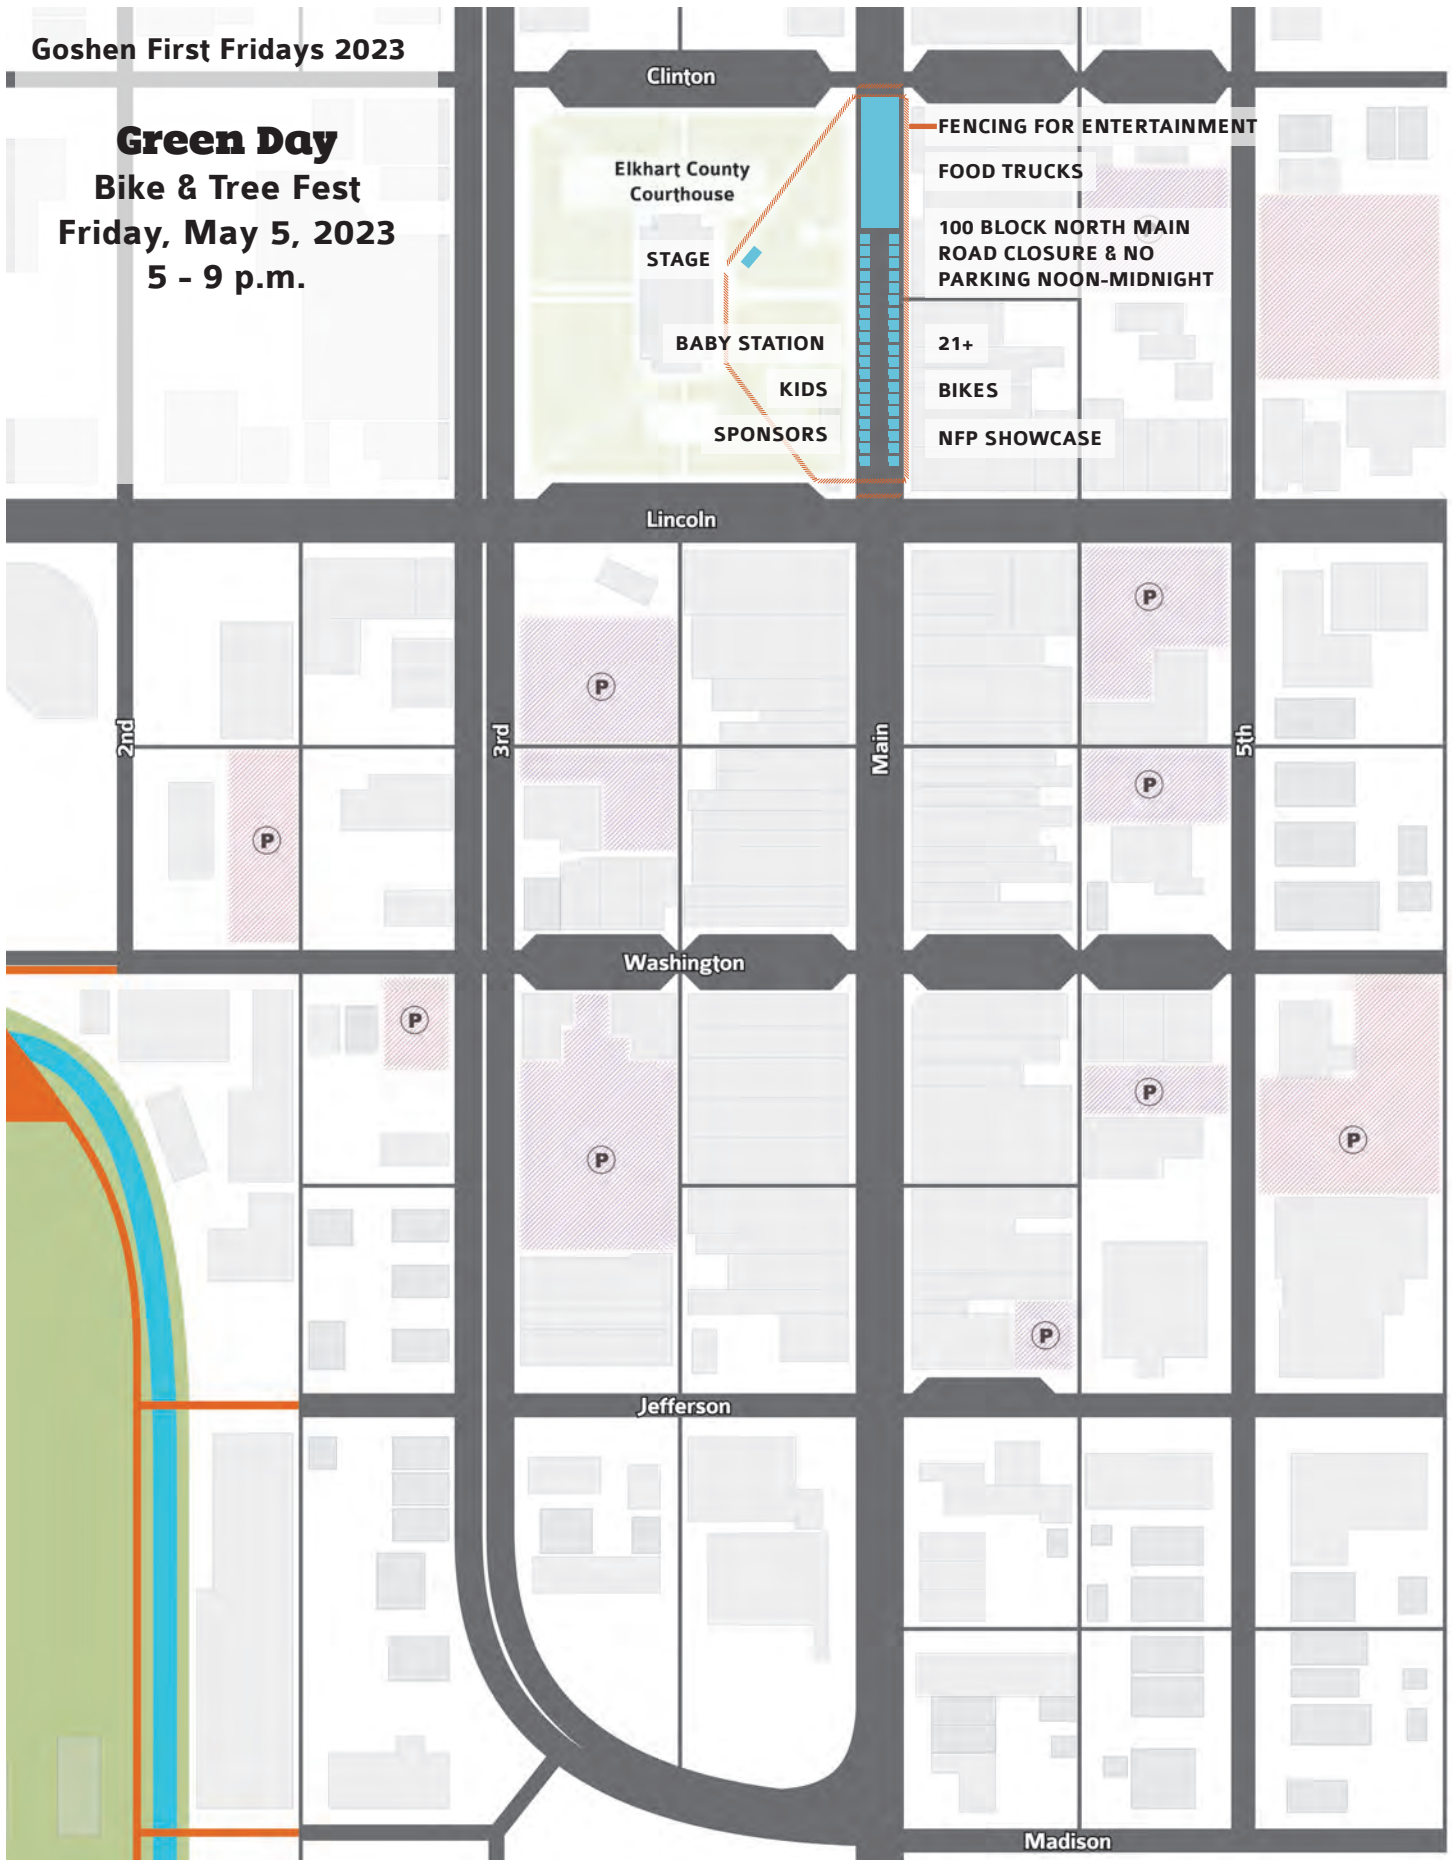 Goshen First Fridays 2023
Green Day
Bike & Tree Fest
Friday, May 5, 2023
5 - 9 p.m.
Clinton
FENCING FOR ENTERTAINMENT
Elkhart County
Courthouse
FOOD TRUCKS
100 BLOCK NORTH MAIN
ROAD CLOSURE & NO
PARKING NOON-MIDNIGHT
STAGE
BABY STATION
21+
KIDS
BIKES
SPONSORS
NFP SHOWCASE
Lincoln
P
P
2nd
3rd
Main
5th
P
P
Washington
P
P
P
P
P
P
Jefferson
Madison